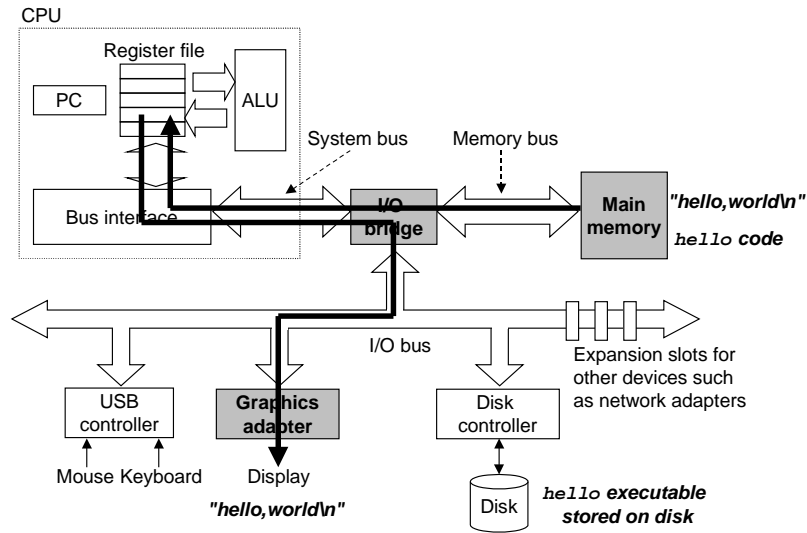 CPU
Register file
PC
ALU
System bus
Memory bus
Bus interface
I/O
bridge
Main
memory
"hello,world\n"
hello code
I/O bus
Expansion slots for
other devices such
as network adapters
USB
controller
Graphics
adapter
Disk
controller
Mouse Keyboard
Display
"hello,world\n"
Disk
hello executable
stored on disk